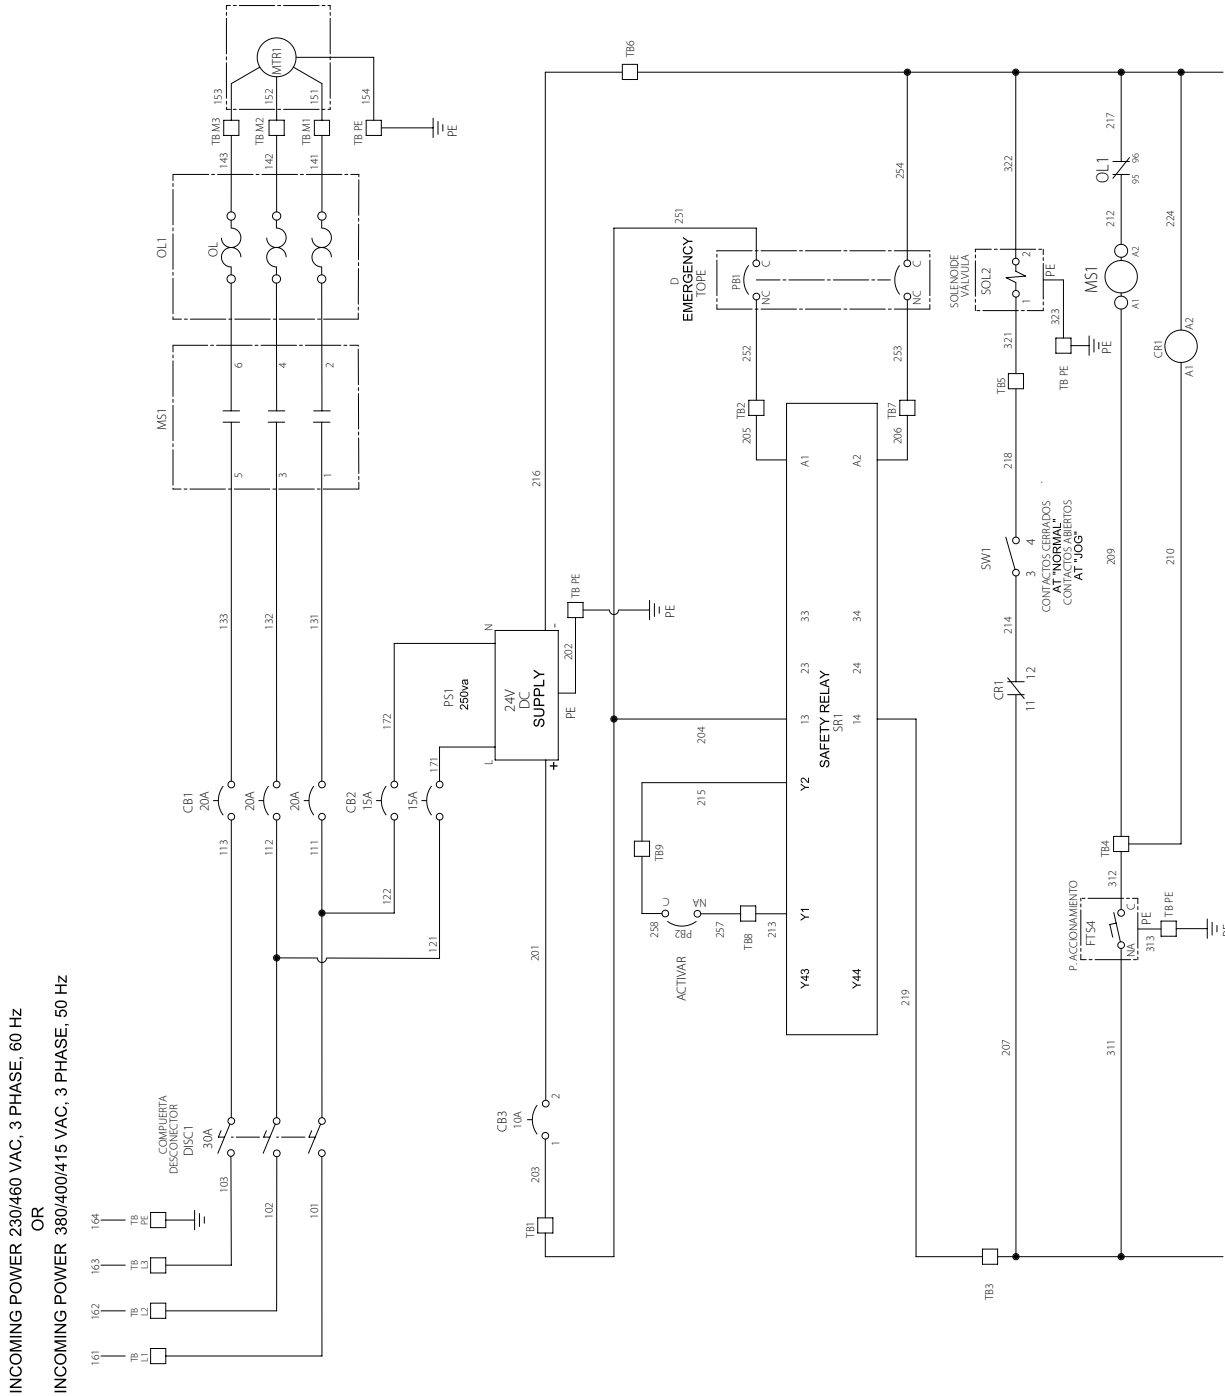 INCOMING POWER 230/460 VAC, 3 PHASE, 60 Hz
OR
INCOMING POWER 380/400/415 VAC, 3 PHASE, 50 Hz
161
162
163
164
TB
L1
TB
L2
TB
L3
TB
PE
101
102
103
COMPUERTA
DESCONECTOR
DISC1
30A
111
112
113
121
122
CB1
20A
20A
20A
CB2
15A
15A
131
132
133
171
172
MS1
1
3
5
2
4
6
OL1
OL
141
142
143
TB M1
TB M2
TB M3
TB PE
151
152
153
154
MTR1
PE
TB1
203
CB3
10A
1
2
201
PS1
250va
L
N
24V
DC
SUPPLY
+
-
PE
202
TB PE
PE
216
TB6
ACTIVAR
PB2
258
C
NA
257
TB8
213
TB9
215
204
Y43
Y44
Y1
Y2
SAFETY RELAY
SR1
13
14
23
24
33
34
A1
A2
205
206
TB2
TB7
252
253
D
EMERGENCY
TOPE
PB1
NC
C
NC
C
251
254
219
TB3
207
CR1
11
12
214
SW1
3
4
CONTACTOS CERRADOS
AT "NORMAL"
CONTACTOS ABIERTOS
AT "JOG"
218
TB5
321
SOLENOIDE
VÁLVULA
SOL2
1
2
PE
323
TB PE
PE
322
311
P. ACCIONAMIENTO
FTS4
NA
C
PE
313
TB PE
PE
312
TB4
209
MS1
A1
A2
212
OL1
95
96
217
210
CR1
A1
A2
224